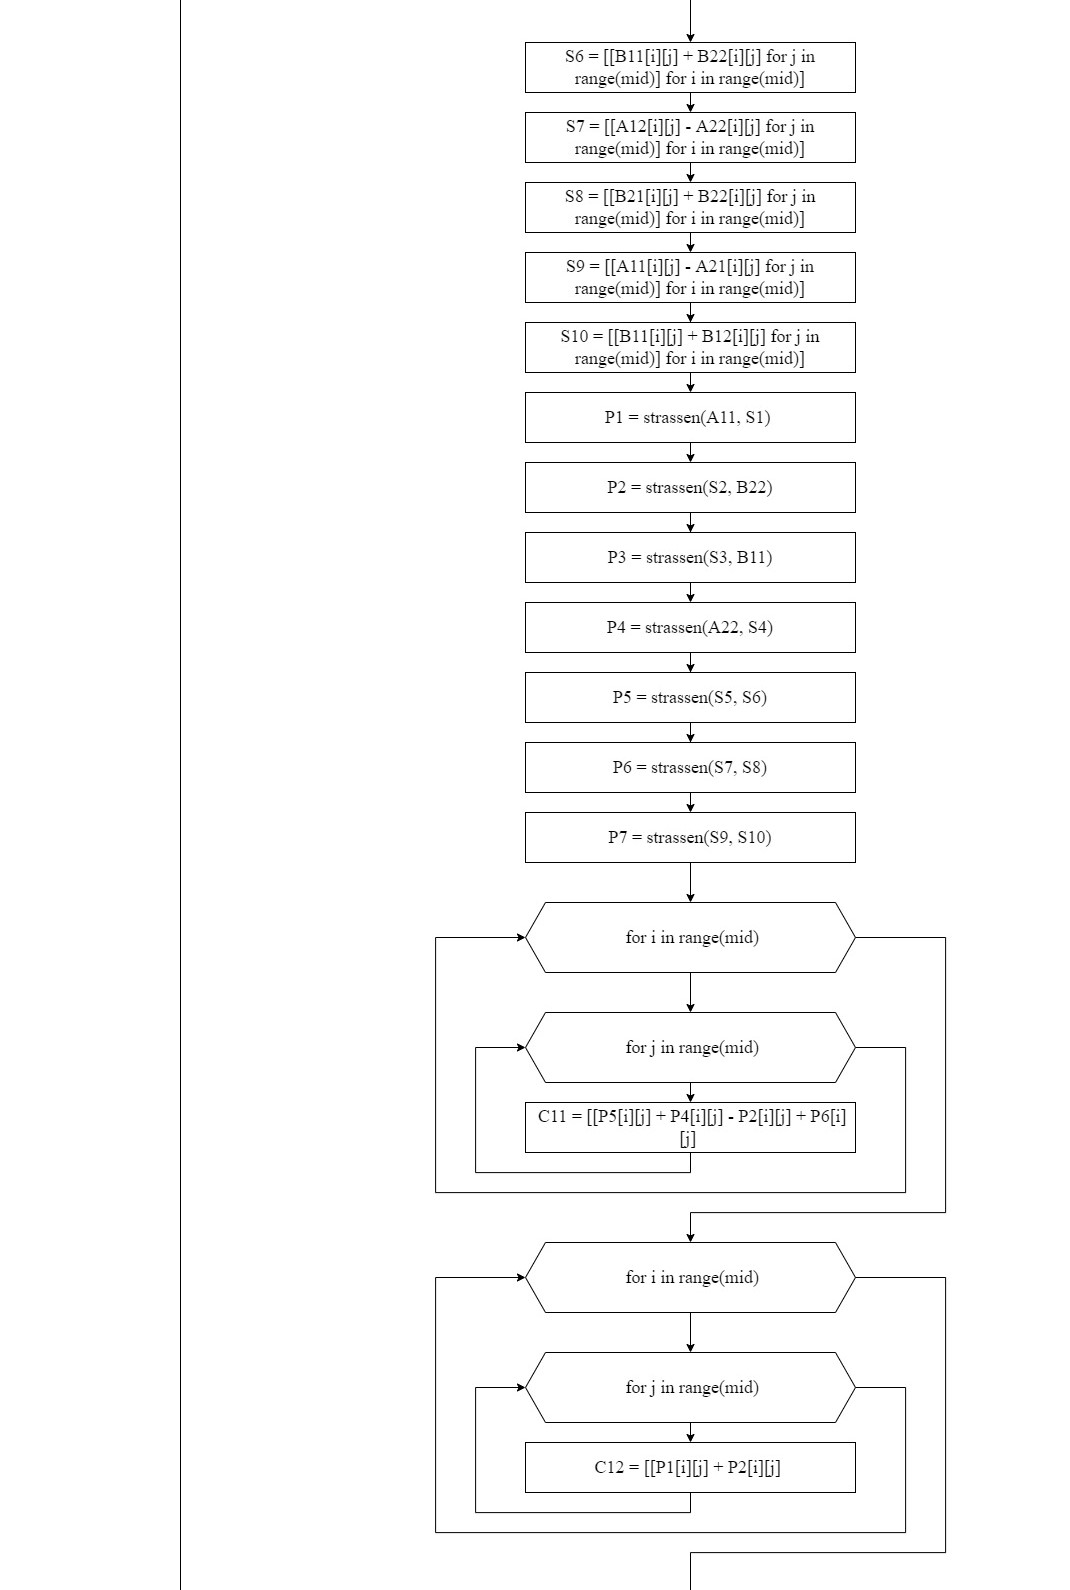 S6 = [[B11[i][j] + B22[i][j] for j in
range(mid)] for i in range(mid)]
S7 = [[A12[i][j] - A22[i][j] for j in
range(mid)] for i in range(mid)]
S8 = [[B21[i][j] + B22[i][j] for j in
range(mid)] for i in range(mid)]
S9 = [[A11[i][j] - A21[i][j] for j in
range(mid)] for i in range(mid)]
S10 = [[B11[i][j] + B12[i][j] for j in
range(mid)] for i in range(mid)]
P1 = strassen(A11, S1)
P2 = strassen(S2, B22)
P3 = strassen(S3, B11)
P4 = strassen(A22, S4)
P5 = strassen(S5, S6)
P6 = strassen(S7, S8)
P7 = strassen(S9, S10)
for i in range(mid)
for j in range(mid)
C11 = [[P5[i][j] + P4[i][j] - P2[i][j] + P6[i]
[j]
for i in range(mid)
for j in range(mid)
C12 = [[P1[i][j] + P2[i][j]